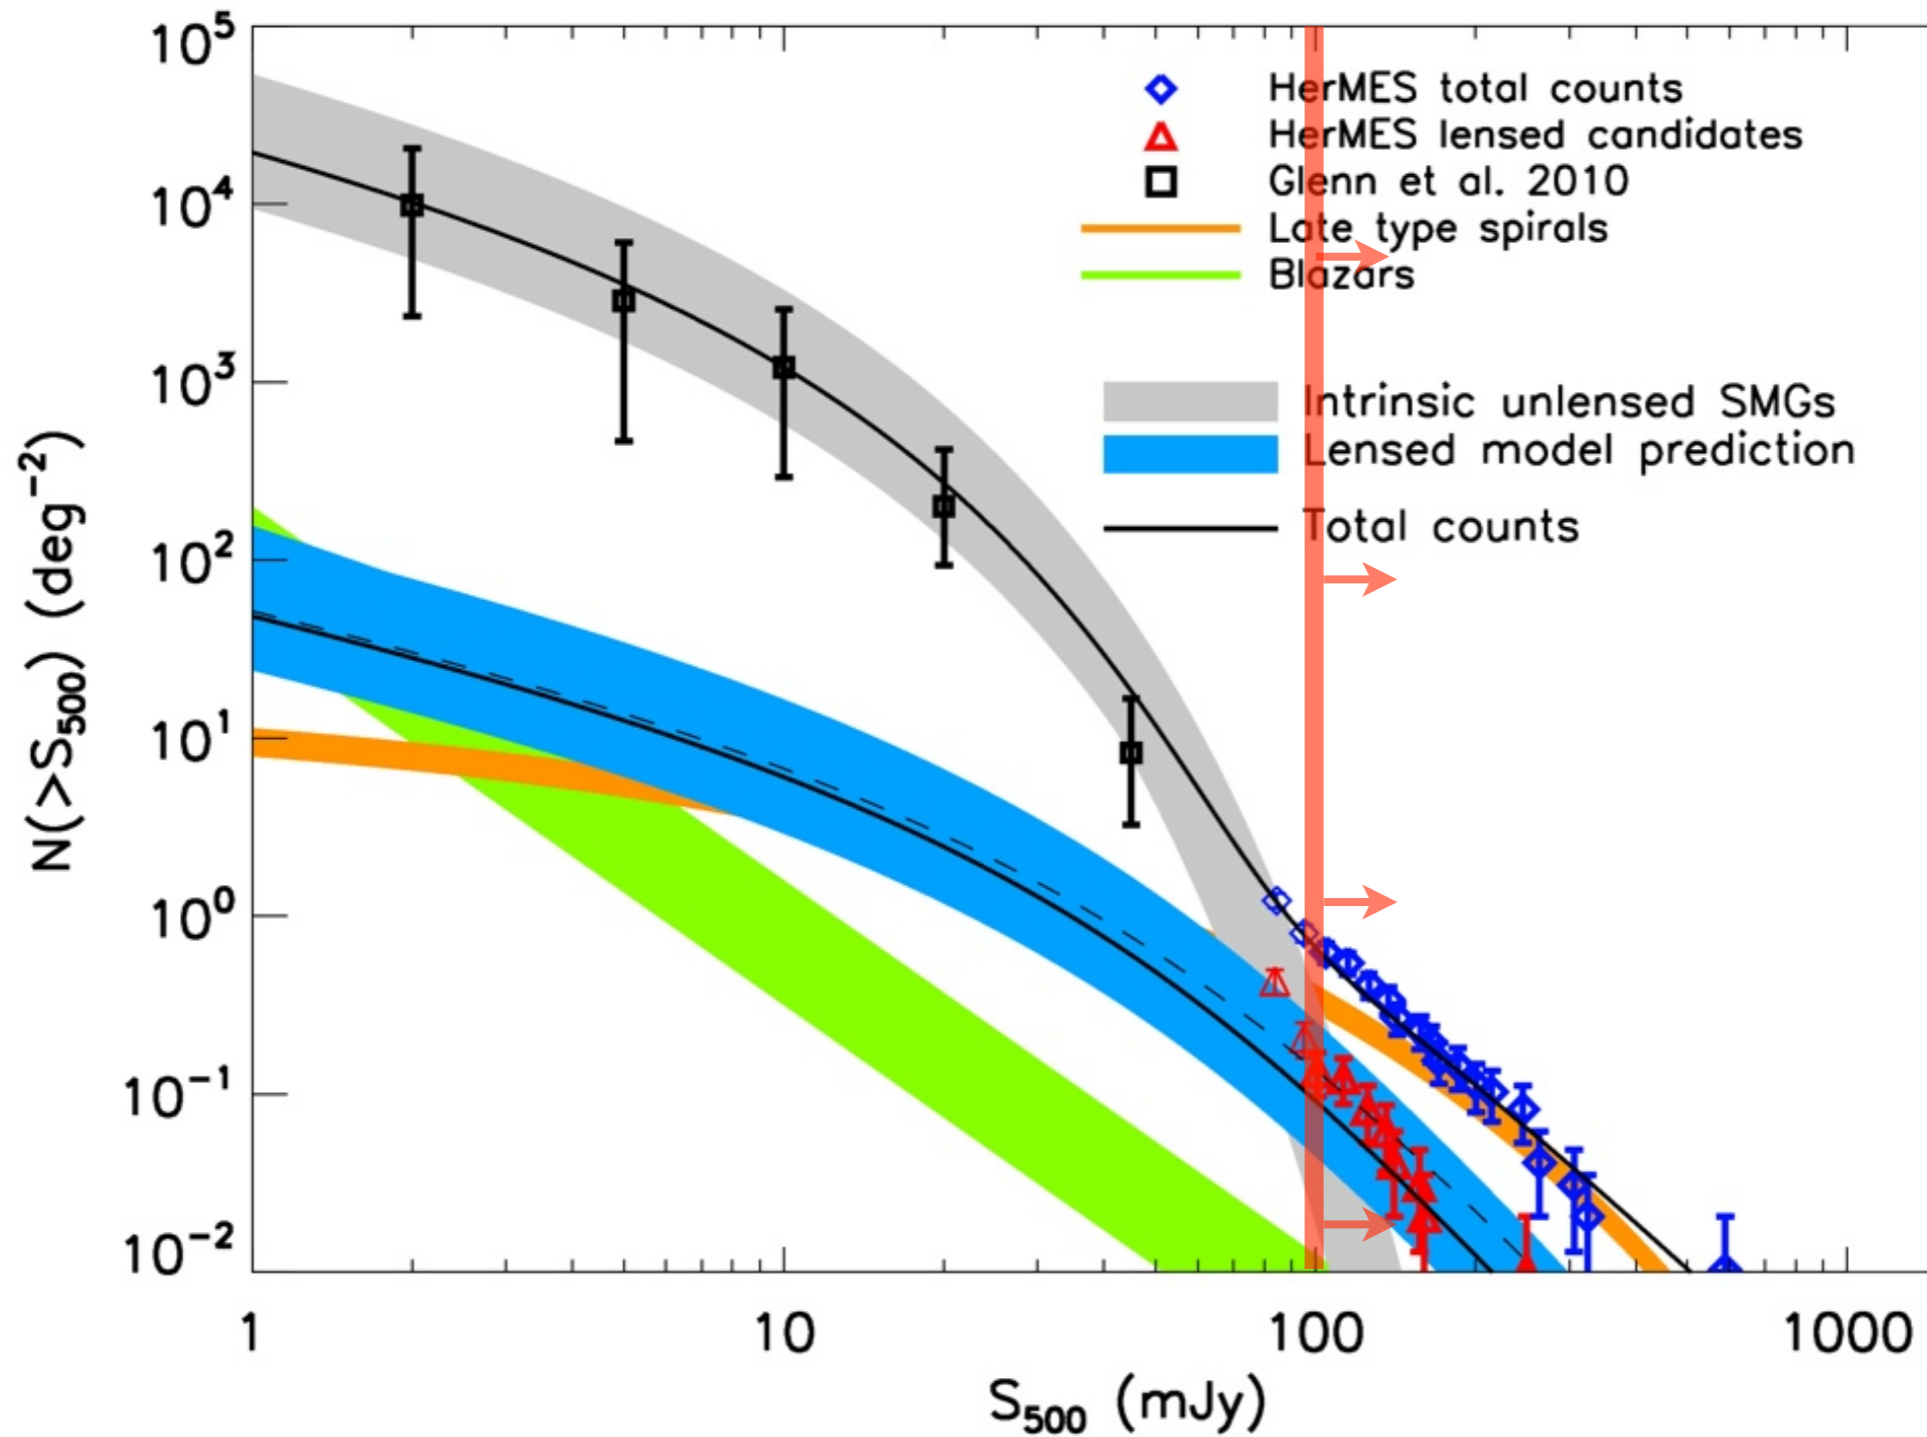 10⁵
10⁴
10³
10²
10¹
10⁰
10⁻¹
10⁻²
N(>S₅₀₀) (deg⁻²)
HerMES total counts
HerMES lensed candidates
Glenn et al. 2010
Late type spirals
Blazars
Intrinsic unlensed SMGs
Lensed model prediction
Total counts
1 10 100 1000
S₅₀₀ (mJy)